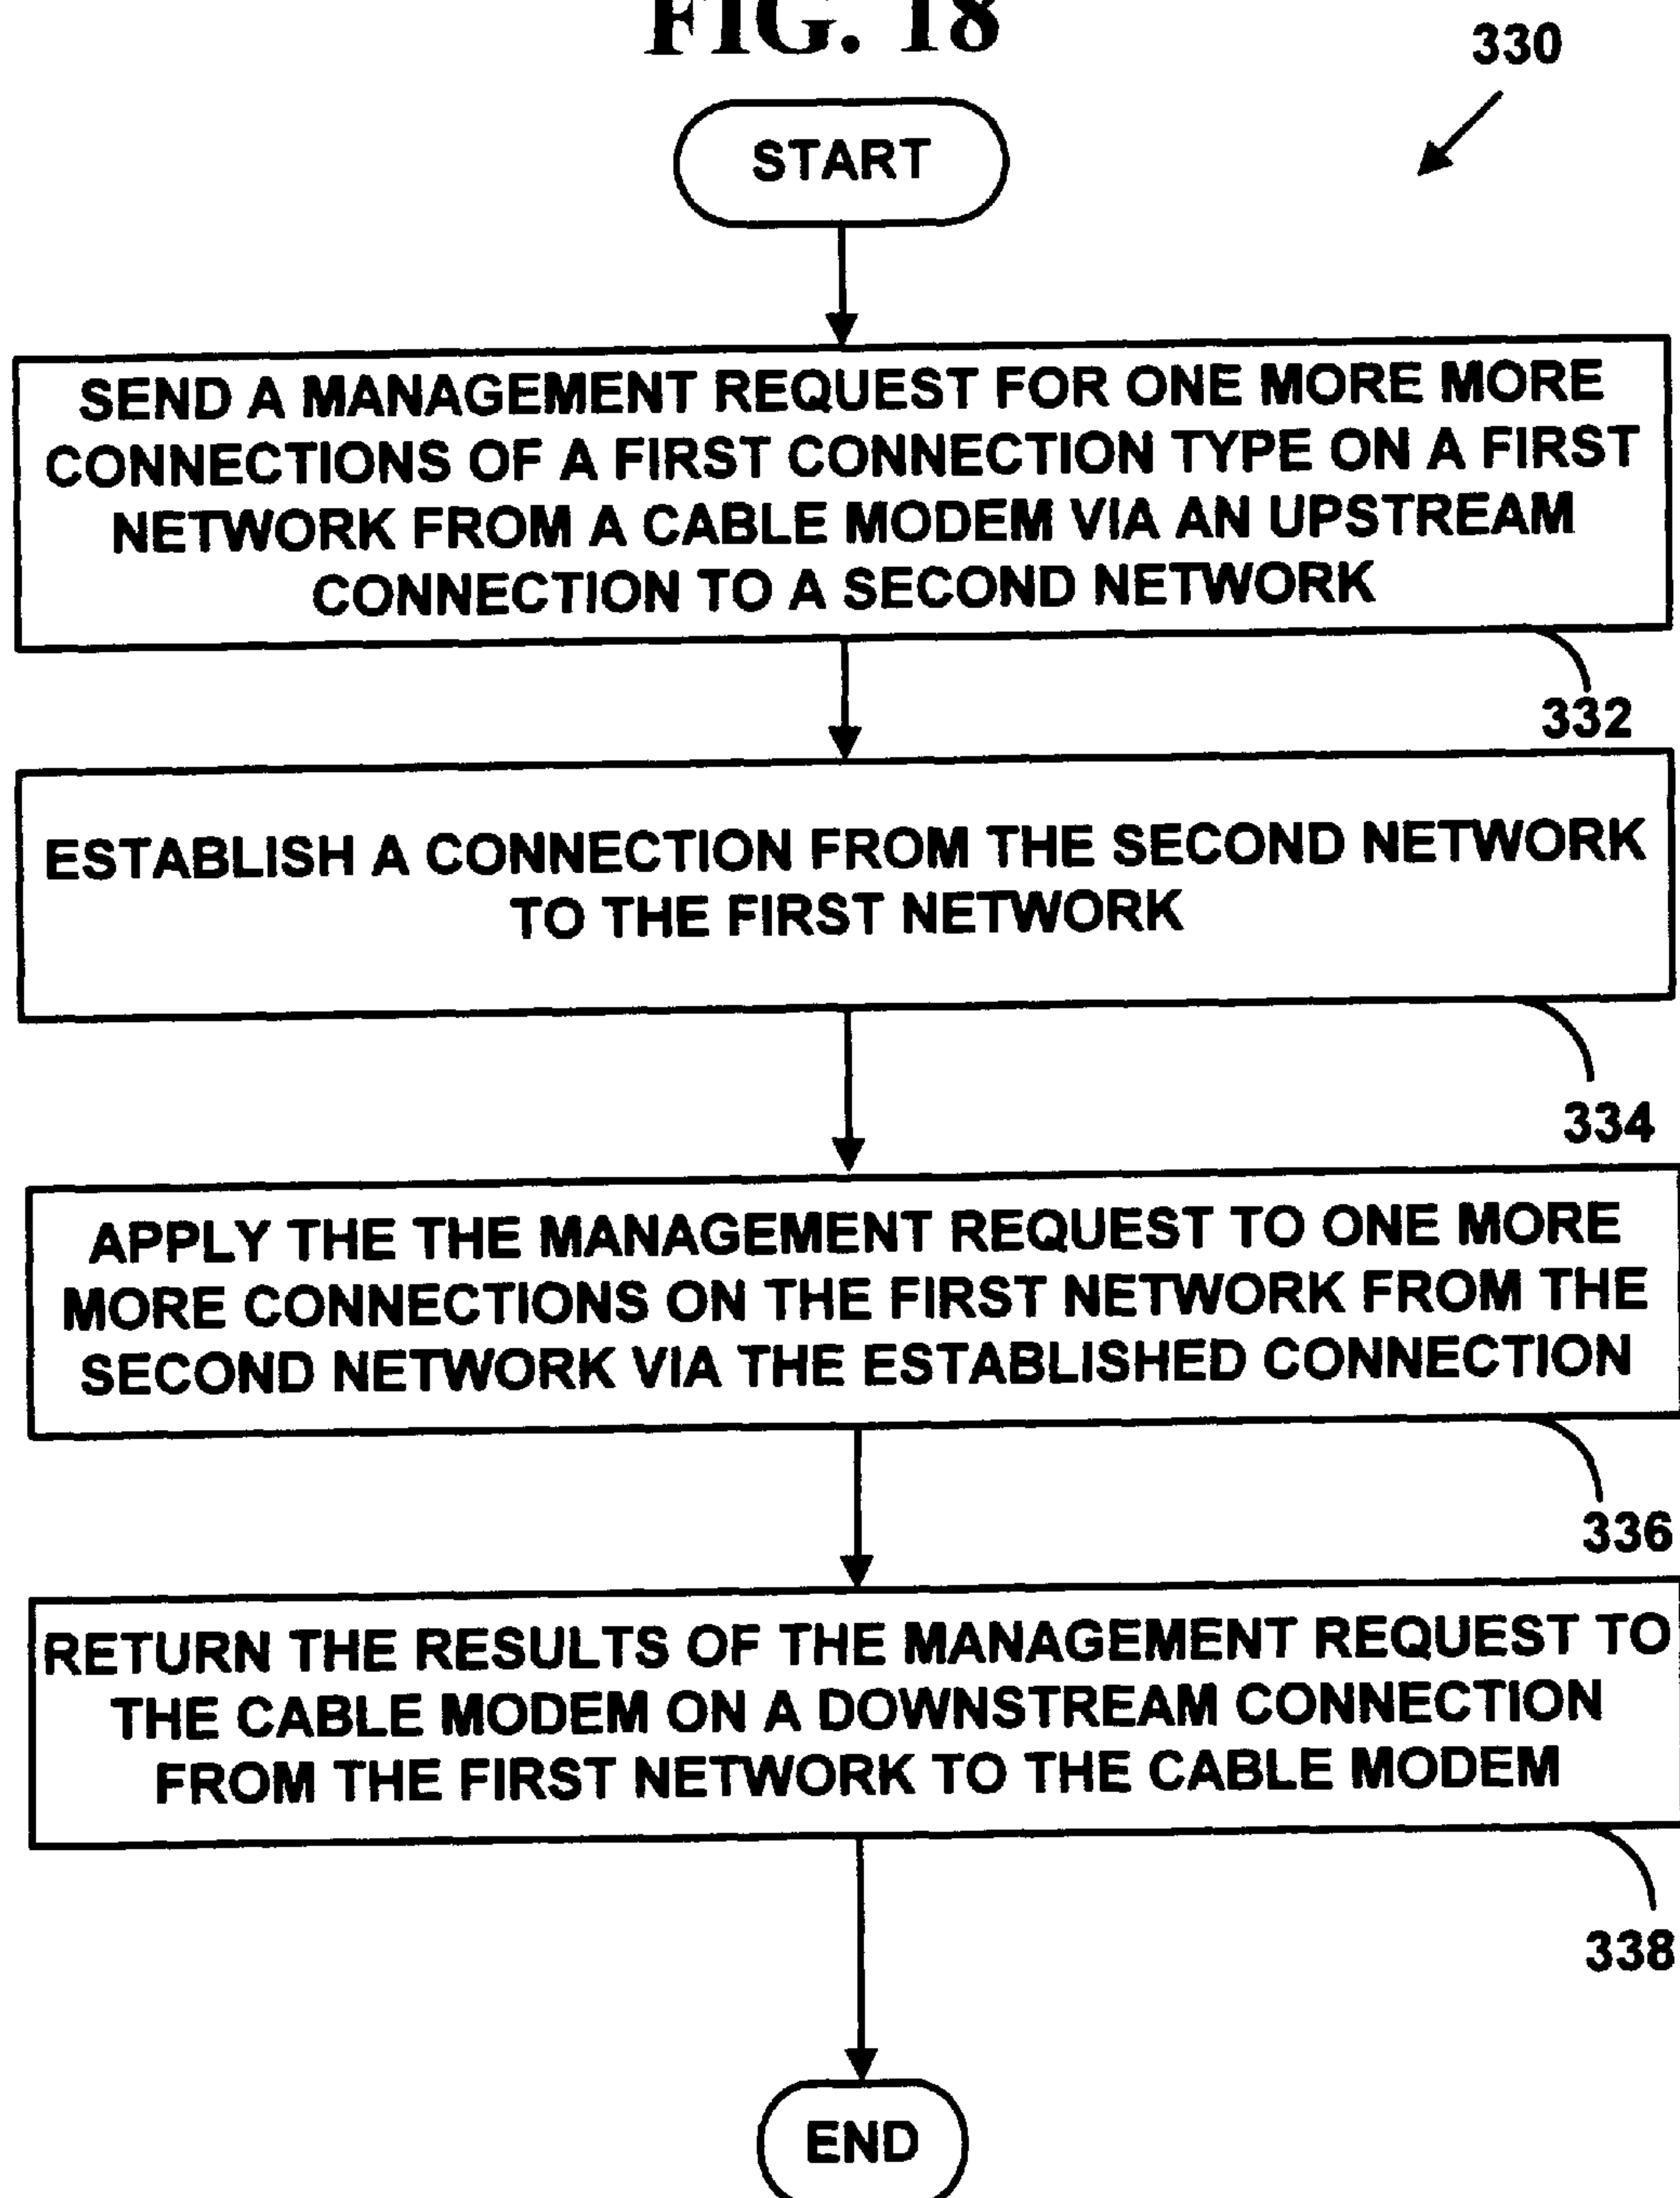 FIG. 18
330
START
SEND A MANAGEMENT REQUEST FOR ONE MORE MORE
CONNECTIONS OF A FIRST CONNECTION TYPE ON A FIRST
NETWORK FROM A CABLE MODEM VIA AN UPSTREAM
CONNECTION TO A SECOND NETWORK
332
ESTABLISH A CONNECTION FROM THE SECOND NETWORK
TO THE FIRST NETWORK
334
APPLY THE THE MANAGEMENT REQUEST TO ONE MORE
MORE CONNECTIONS ON THE FIRST NETWORK FROM THE
SECOND NETWORK VIA THE ESTABLISHED CONNECTION
336
RETURN THE RESULTS OF THE MANAGEMENT REQUEST TO
THE CABLE MODEM ON A DOWNSTREAM CONNECTION
FROM THE FIRST NETWORK TO THE CABLE MODEM
338
END